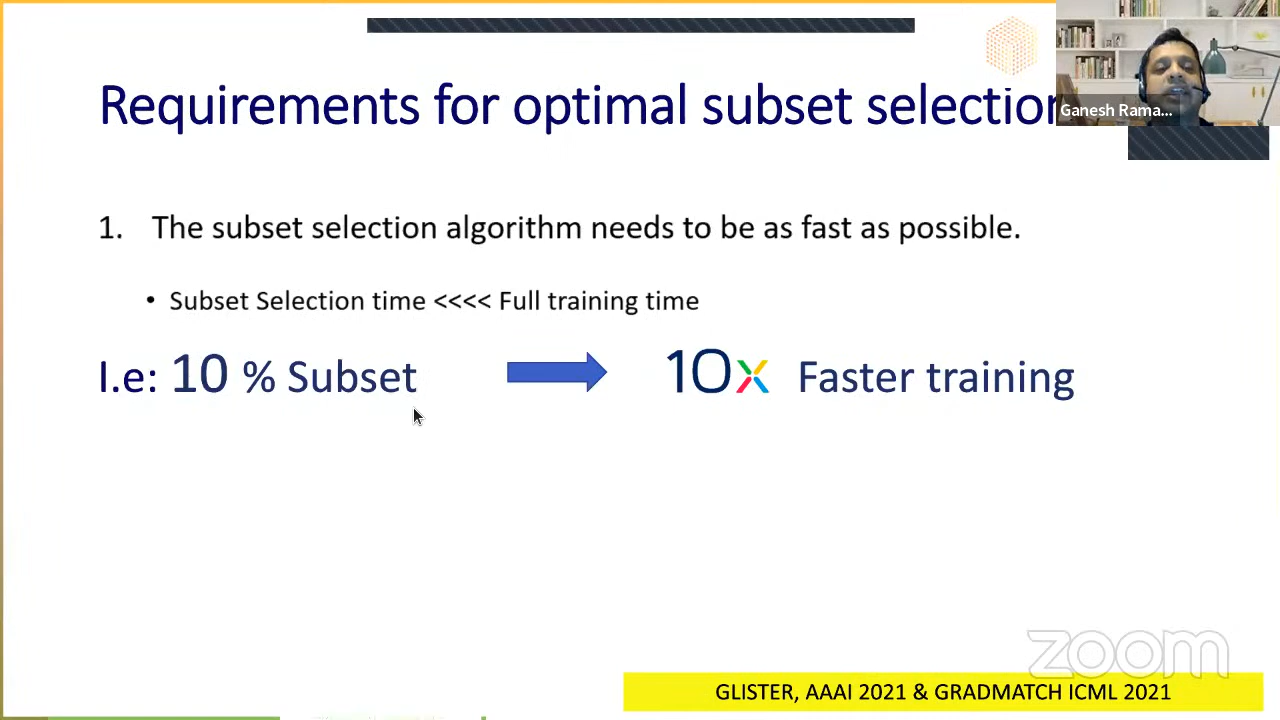 Requirements for optimal subset selection
Ganesh Rama...
1. The subset selection algorithm needs to be as fast as possible.
• Subset Selection time <<<< Full training time
I.e: 10 % Subset
10x Faster training
zoom
GLISTER, AAAI 2021 & GRADMATCH ICML 2021